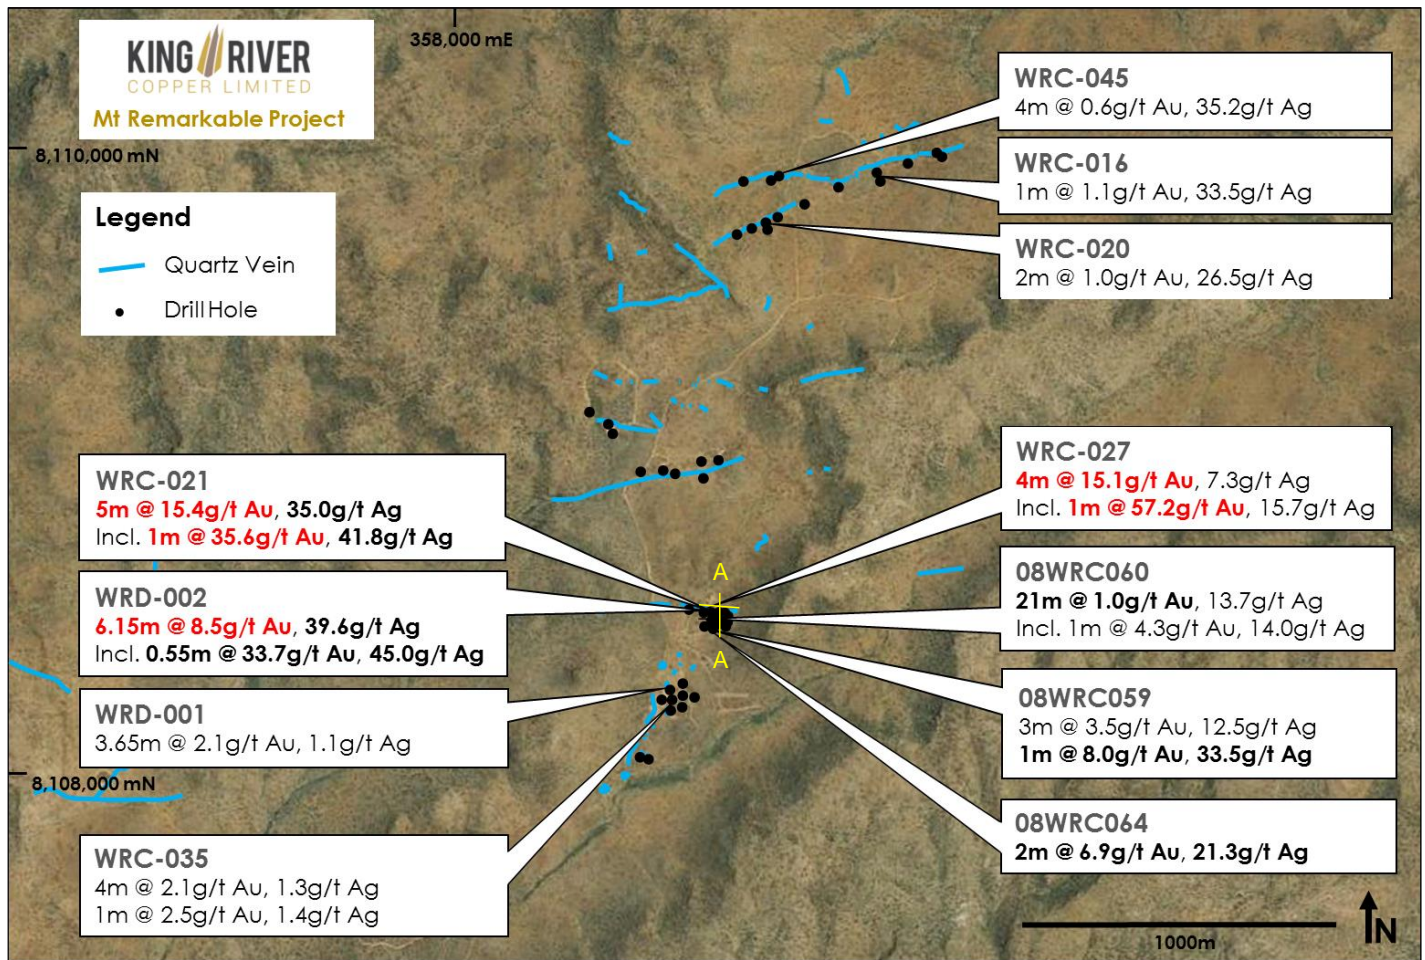 358,000 mE
KING RIVER
COPPER LIMITED
Mt Remarkable Project
8,110,000 mN
Legend
Quartz Vein
Drill Hole
WRC-045
4m @ 0.6g/t Au, 35.2g/t Ag
WRC-016
1m @ 1.1g/t Au, 33.5g/t Ag
WRC-020
2m @ 1.0g/t Au, 26.5g/t Ag
WRC-021
5m @ 15.4g/t Au, 35.0g/t Ag
Incl. 1m @ 35.6g/t Au, 41.8g/t Ag
WRD-002
6.15m @ 8.5g/t Au, 39.6g/t Ag
Incl. 0.55m @ 33.7g/t Au, 45.0g/t Ag
WRD-001
3.65m @ 2.1g/t Au, 1.1g/t Ag
8,108,000 mN
WRC-035
4m @ 2.1g/t Au, 1.3g/t Ag
1m @ 2.5g/t Au, 1.4g/t Ag
A
A
WRC-027
4m @ 15.1g/t Au, 7.3g/t Ag
Incl. 1m @ 57.2g/t Au, 15.7g/t Ag
08WRC060
21m @ 1.0g/t Au, 13.7g/t Ag
Incl. 1m @ 4.3g/t Au, 14.0g/t Ag
08WRC059
3m @ 3.5g/t Au, 12.5g/t Ag
1m @ 8.0g/t Au, 33.5g/t Ag
08WRC064
2m @ 6.9g/t Au, 21.3g/t Ag
1000m
N